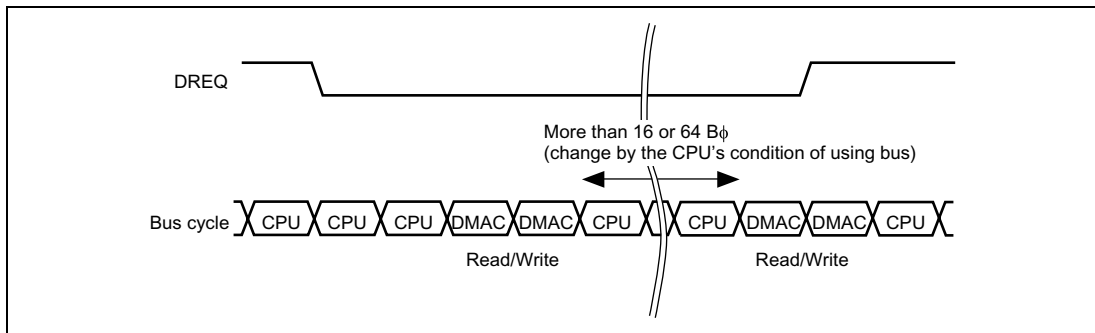 DREQ
More than 16 or 64 Bϕ
(change by the CPU's condition of using bus)
Bus cycle CPU CPU CPU DMAC DMAC CPU CPU DMAC DMAC CPU
Read/Write Read/Write